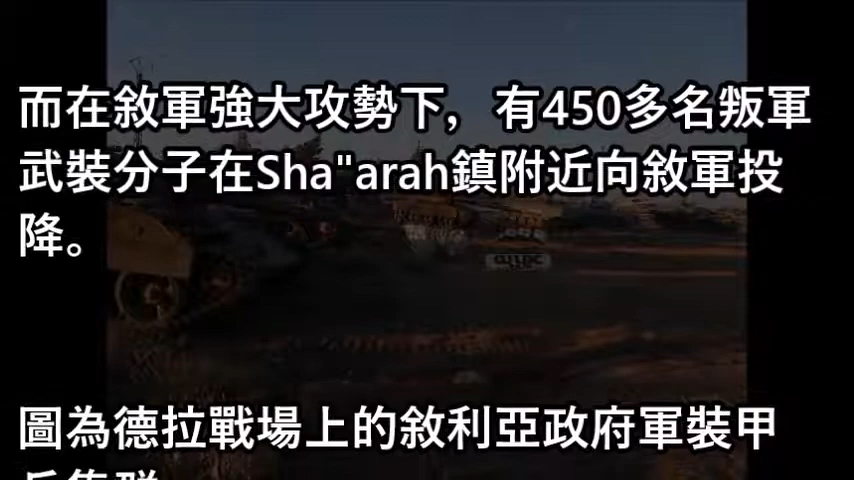 而在敘軍強大攻勢下，有450多名叛軍
武裝分子在Sha"arah鎮附近向敘軍投
降。
圖為德拉戰場上的敘利亞政府軍裝甲